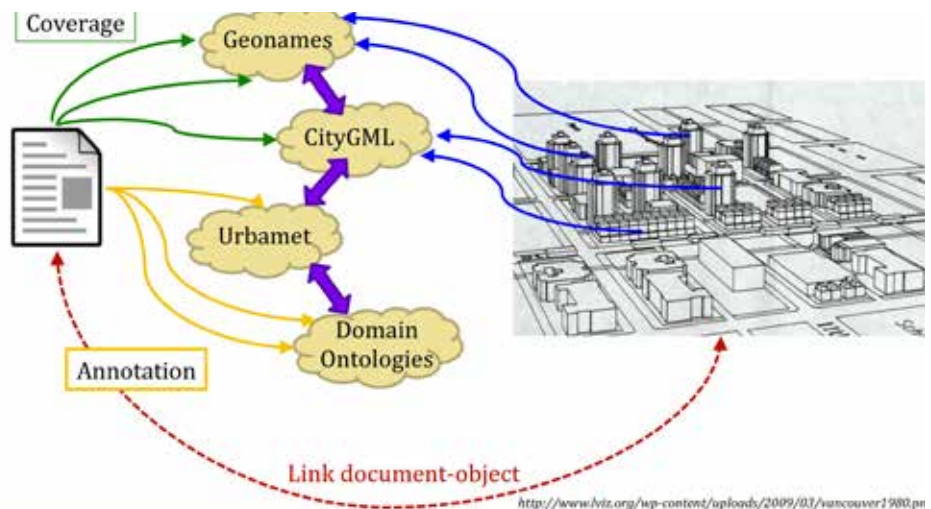 Coverage
Geonames
CityGML
Urbamet
Domain
Ontologies
Annotation
Link document-object
http://www.lviz.org/wp-content/uploads/2009/03/vancouver1980.pn